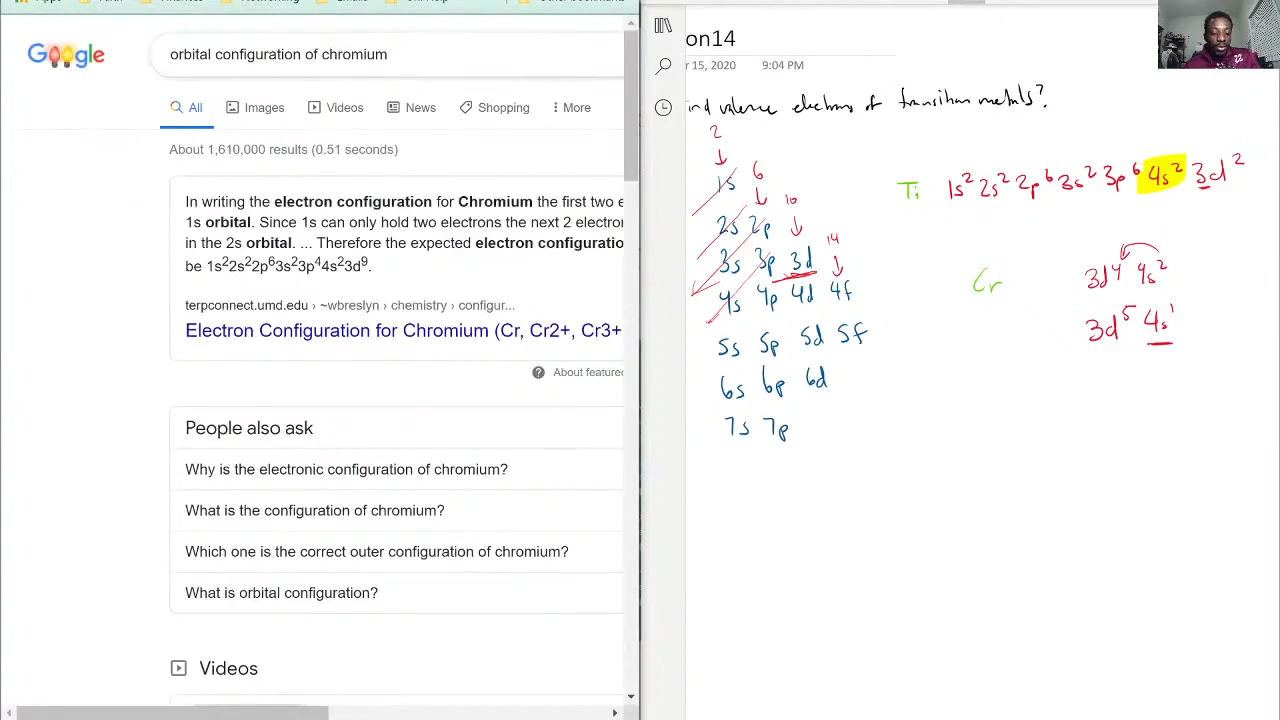 Google
orbital configuration of chromium
All Images Videos News Shopping More
About 1,610,000 results (0.51 seconds)
In writing the electron configuration for Chromium the first two e
1s orbital. Since 1s can only hold two electrons the next 2 electron
in the 2s orbital. ... Therefore the expected electron configuratio
be 1s²2s²2p⁶3s²3p⁴4s²3d⁹.
terpconnect.umd.edu › ~wbreslyn › chemistry › configur...
Electron Configuration for Chromium (Cr, Cr2+, Cr3+
About feature
People also ask
Why is the electronic configuration of chromium?
What is the configuration of chromium?
Which one is the correct outer configuration of chromium?
What is orbital configuration?
Videos
on14
r 15, 2020 9:04 PM
ind valence electrons of transition metals?
2
6
10
14
1s
2s 2p
3s 3p 3d
4s 4p 4d 4f
5s 5p 5d 5f
6s 6p 6d
7s 7p
Ti 1s² 2s² 2p⁶ 3s² 3p⁶ 4s² 3d²
Cr 3d⁴ 4s²
3d⁵ 4s¹